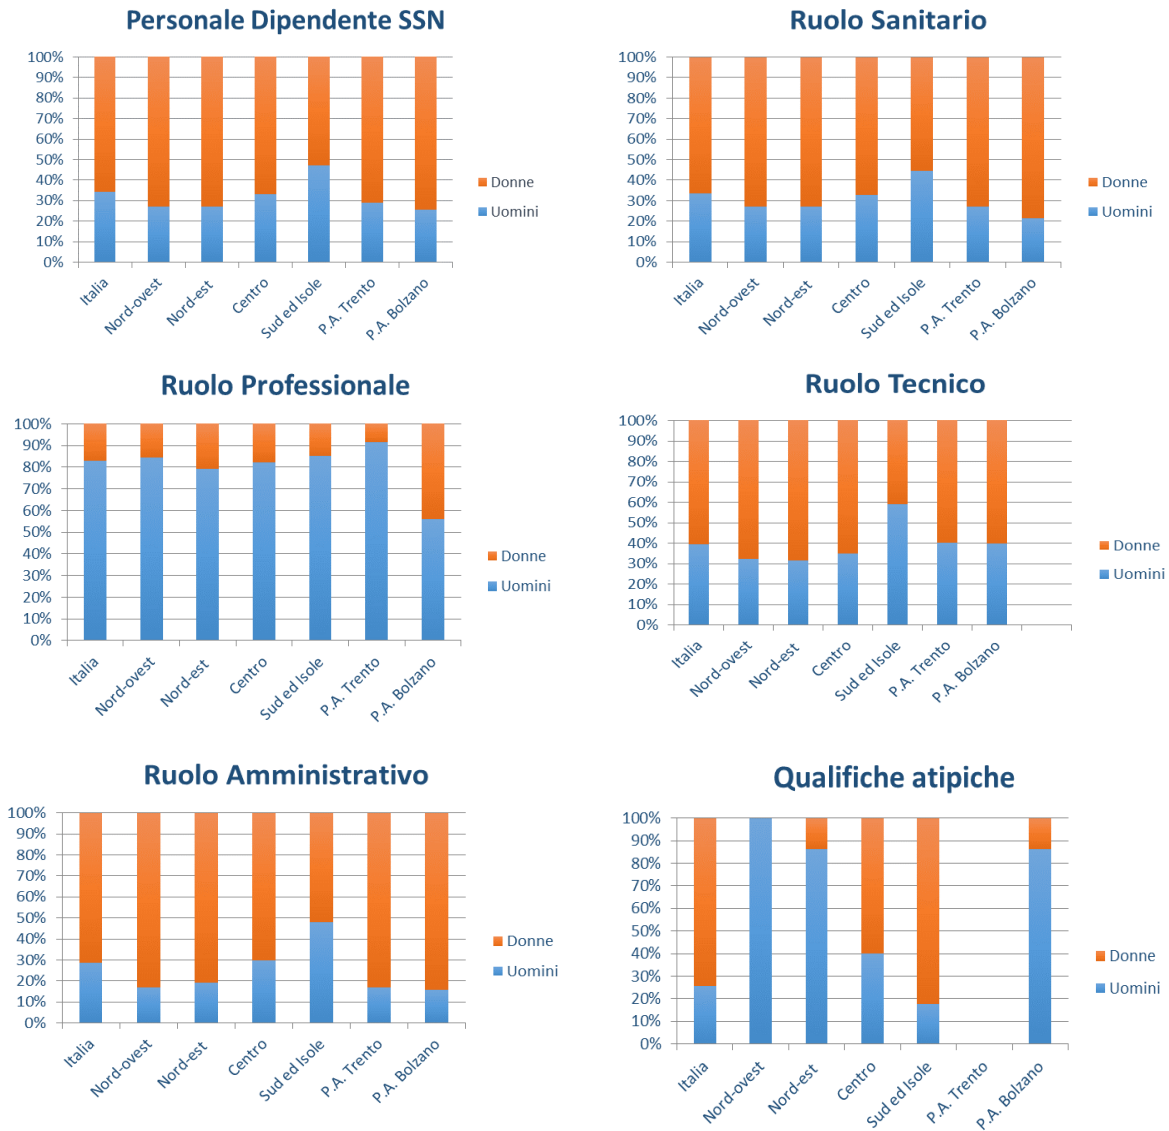 Personale Dipendente SSN
100%
90%
80%
70%
60%
50%
40%
30%
20%
10%
0%
Italia
Nord-ovest
Nord-est
Centro
Sud ed Isole
P.A. Trento
P.A. Bolzano
Donne
Uomini
Ruolo Sanitario
100%
90%
80%
70%
60%
50%
40%
30%
20%
10%
0%
Italia
Nord-ovest
Nord-est
Centro
Sud ed Isole
P.A. Trento
P.A. Bolzano
Donne
Uomini
Ruolo Professionale
100%
90%
80%
70%
60%
50%
40%
30%
20%
10%
0%
Italia
Nord-ovest
Nord-est
Centro
Sud ed Isole
P.A. Trento
P.A. Bolzano
Donne
Uomini
Ruolo Tecnico
100%
90%
80%
70%
60%
50%
40%
30%
20%
10%
0%
Italia
Nord-ovest
Nord-est
Centro
Sud ed Isole
P.A. Trento
P.A. Bolzano
Donne
Uomini
Ruolo Amministrativo
100%
90%
80%
70%
60%
50%
40%
30%
20%
10%
0%
Italia
Nord-ovest
Nord-est
Centro
Sud ed Isole
P.A. Trento
P.A. Bolzano
Donne
Uomini
Qualifiche atipiche
100%
90%
80%
70%
60%
50%
40%
30%
20%
10%
0%
Italia
Nord-ovest
Nord-est
Centro
Sud ed Isole
P.A. Trento
P.A. Bolzano
Donne
Uomini